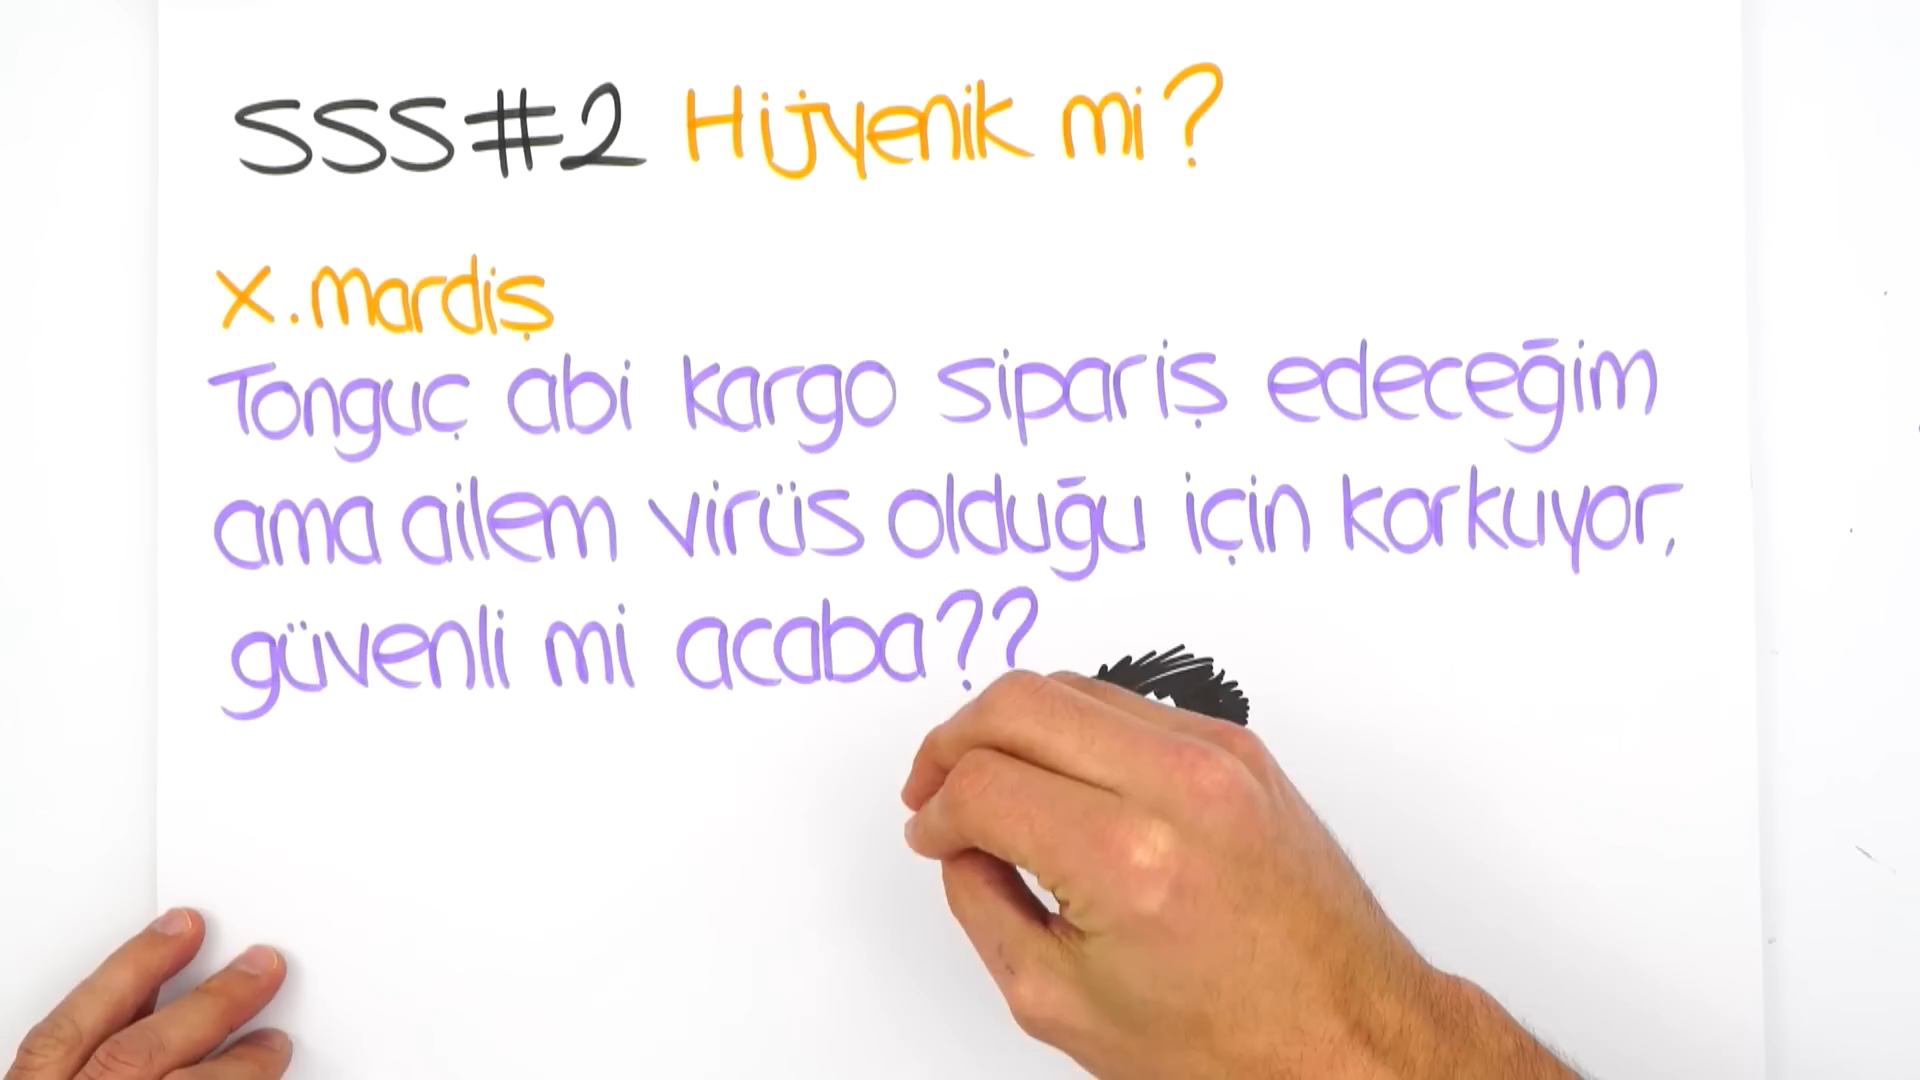 SSS#2 Hijyenik mi?
x.mardiş
Tonguç abi kargo sipariş edeceğim
ama ailem virüs olduğu için korkuyor,
güvenli mi acaba??